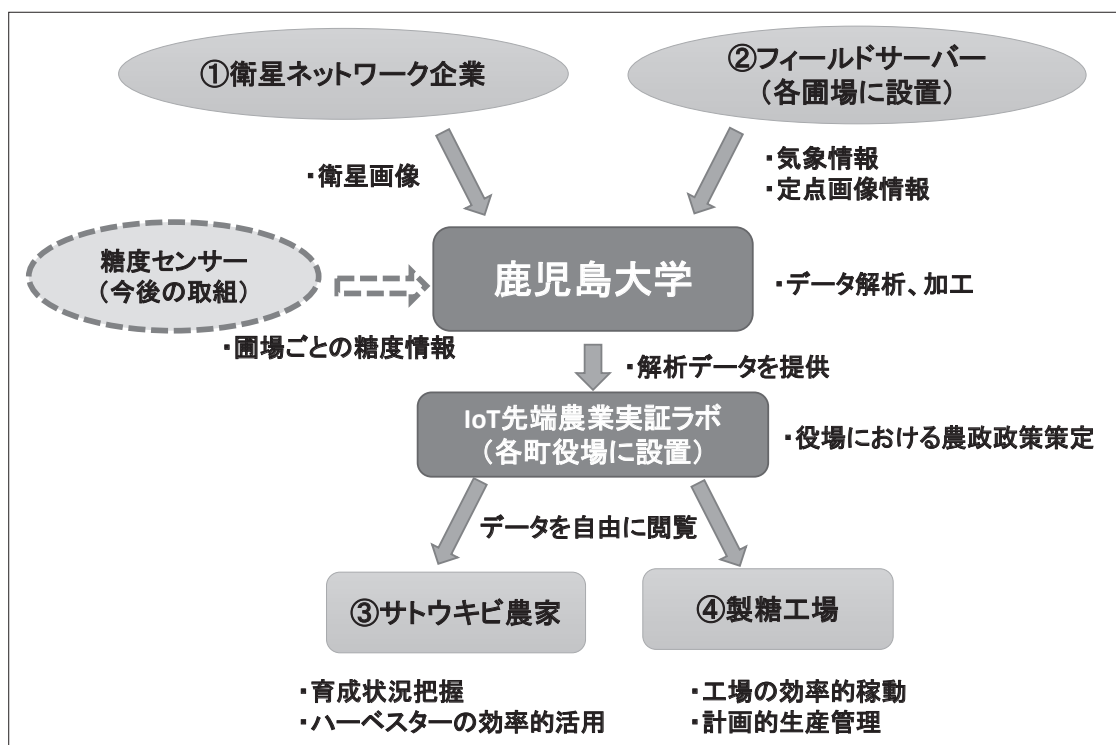 ①衛星ネットワーク企業
②フィールドサーバー
（各圃場に設置）
・衛星画像
・気象情報
・定点画像情報
糖度センサー
（今後の取組）
鹿児島大学
・データ解析、加工
・圃場ごとの糖度情報
・解析データを提供
IoT先端農業実証ラボ
（各町役場に設置）
・役場における農政政策策定
データを自由に閲覧
③サトウキビ農家
④製糖工場
・育成状況把握
・ハーベスターの効率的活用
・工場の効率的稼動
・計画的生産管理